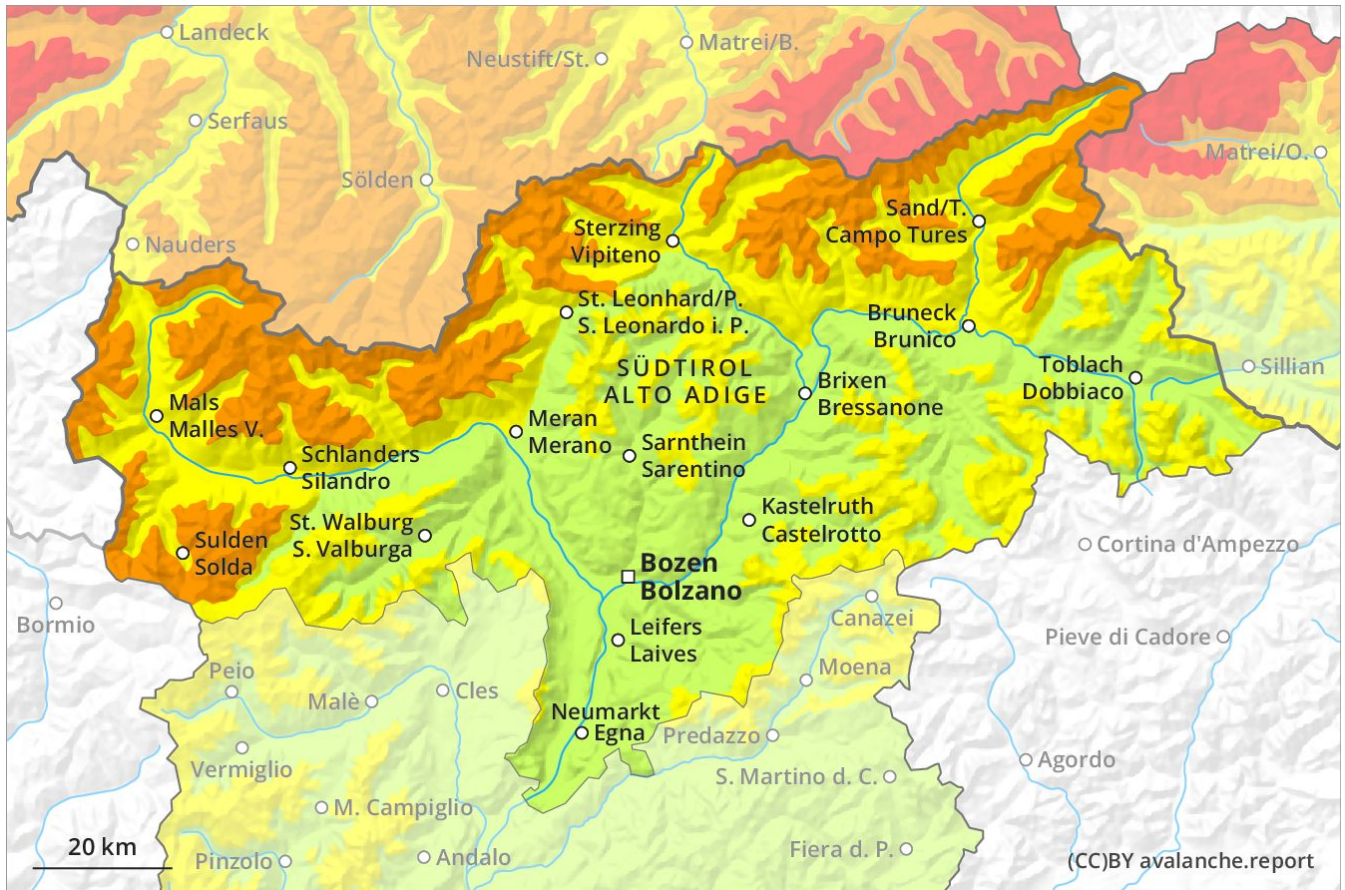 Landeck
Neustift/St.
Matrei/B.
Serfaus
Matrei/O.
Sölden
Nauders
Sand/T.
Campo Tures
Sterzing
Vipiteno
St. Leonhard/P.
S. Leonardo i. P.
Bruneck
Brunico
SÜDTIROL
ALTO ADIGE
Toblach
Dobbiaco
Sillian
Brixen
Bressanone
Mals
Malles V.
Meran
Merano
Sarnthein
Sarentino
Schlanders
Silandro
St. Walburg
S. Valburga
Kastelruth
Castelrotto
Sulden
Solda
Cortina d'Ampezzo
Bozen
Bolzano
Bormio
Canazei
Leifers
Laives
Pieve di Cadore
Peio
Moena
Malè
Cles
Neumarkt
Egna
Predazzo
Vermiglio
Agordo
S. Martino d. C.
M. Campiglio
20 km
Pinzolo
Andalo
Fiera d. P.
(CC)BY avalanche.report